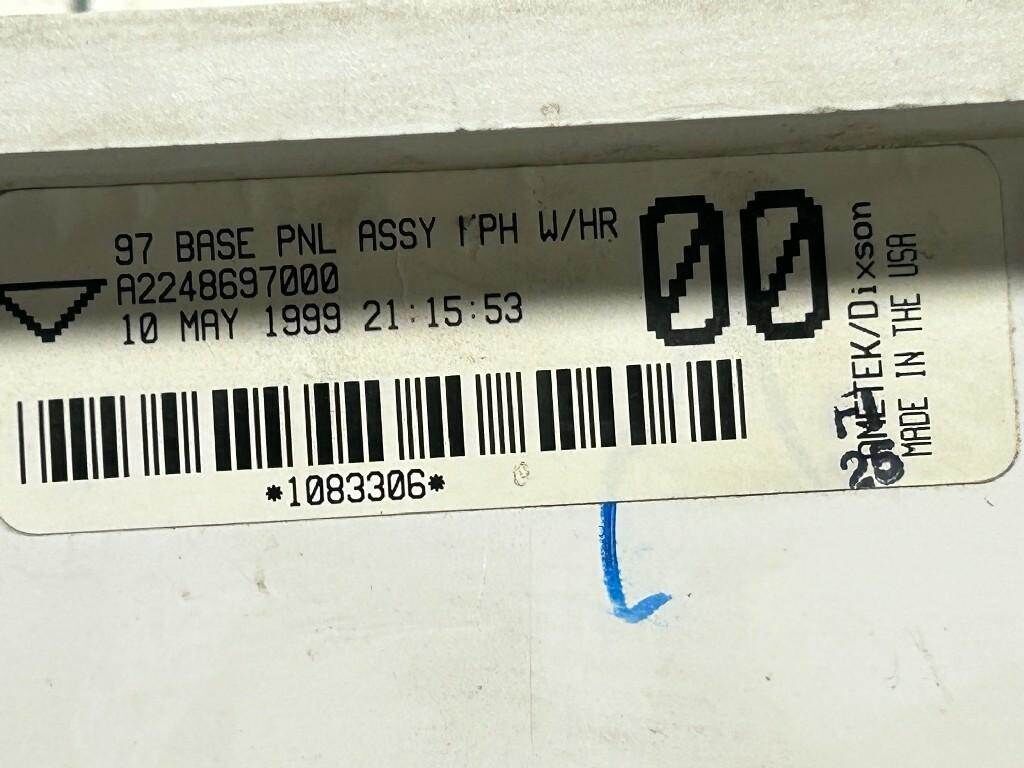 97 BASE PNL ASSY MPH W/HR
A2248697000
10 MAY 1999 21:15:53
00
*1083306*
AMETEK/Dixson
MADE IN THE USA